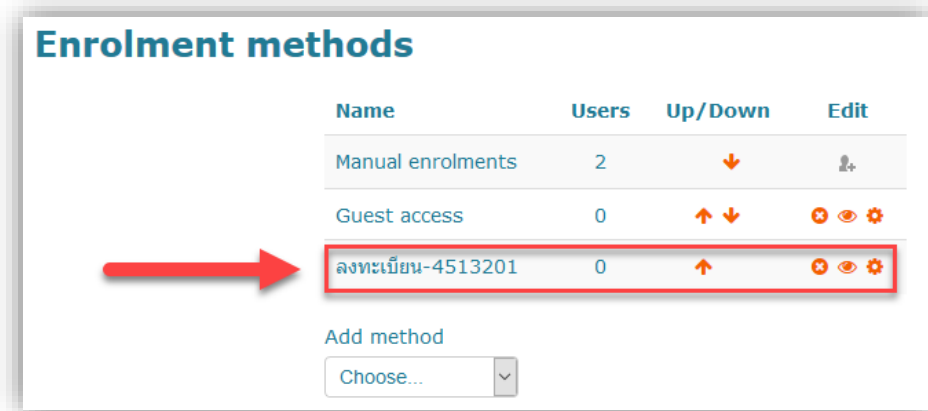 Enrolment methods
Name Users Up/Down Edit
Manual enrolments 2
Guest access 0
ลงทะเบียน-4513201 0
Add method
Choose...